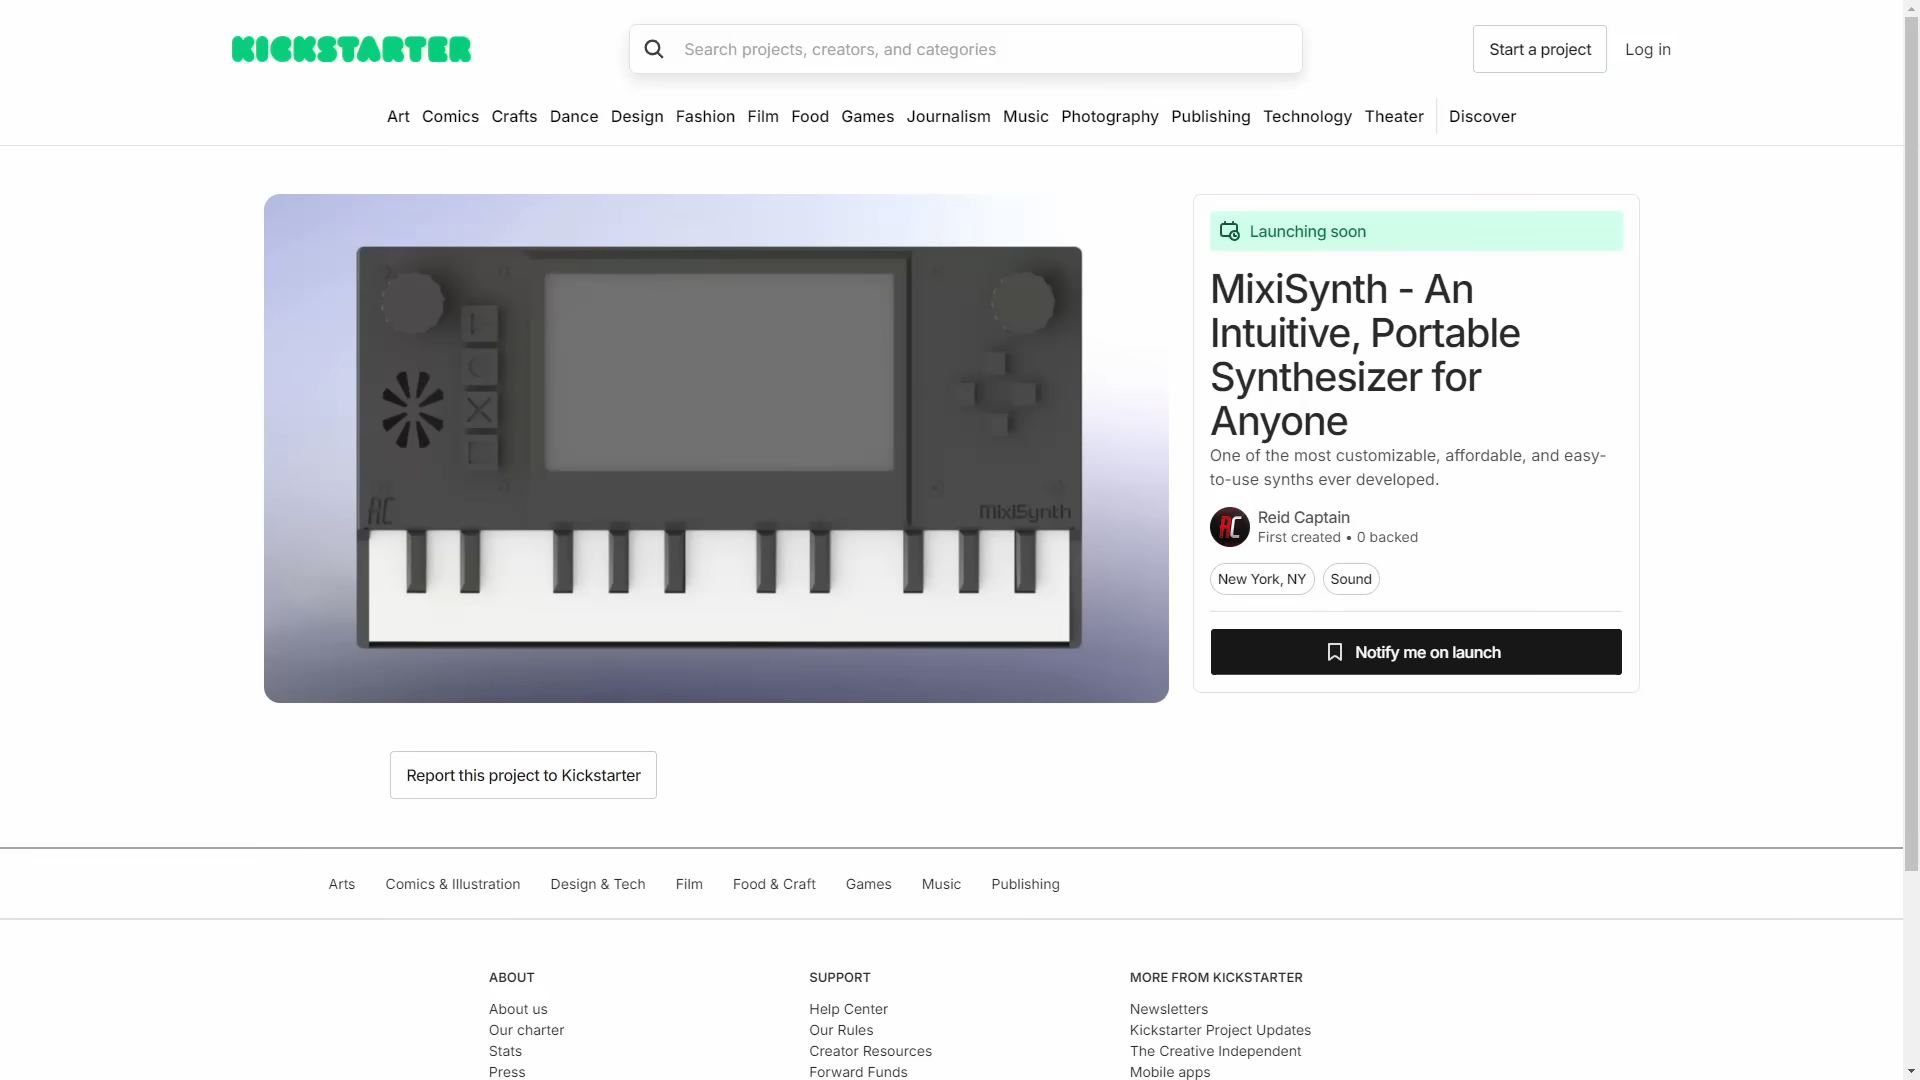 KICKSTARTER
Search projects, creators, and categories
Start a project
Log in
Art Comics Crafts Dance Design Fashion Film Food Games Journalism Music Photography Publishing Technology Theater Discover
RC
MixiSynth
Launching soon
MixiSynth - An
Intuitive, Portable
Synthesizer for
Anyone
One of the most customizable, affordable, and easy-
to-use synths ever developed.
RC
Reid Captain
First created • 0 backed
New York, NY
Sound
Notify me on launch
Report this project to Kickstarter
Arts Comics & Illustration Design & Tech Film Food & Craft Games Music Publishing
ABOUT
About us
Our charter
Stats
Press
SUPPORT
Help Center
Our Rules
Creator Resources
Forward Funds
MORE FROM KICKSTARTER
Newsletters
Kickstarter Project Updates
The Creative Independent
Mobile apps